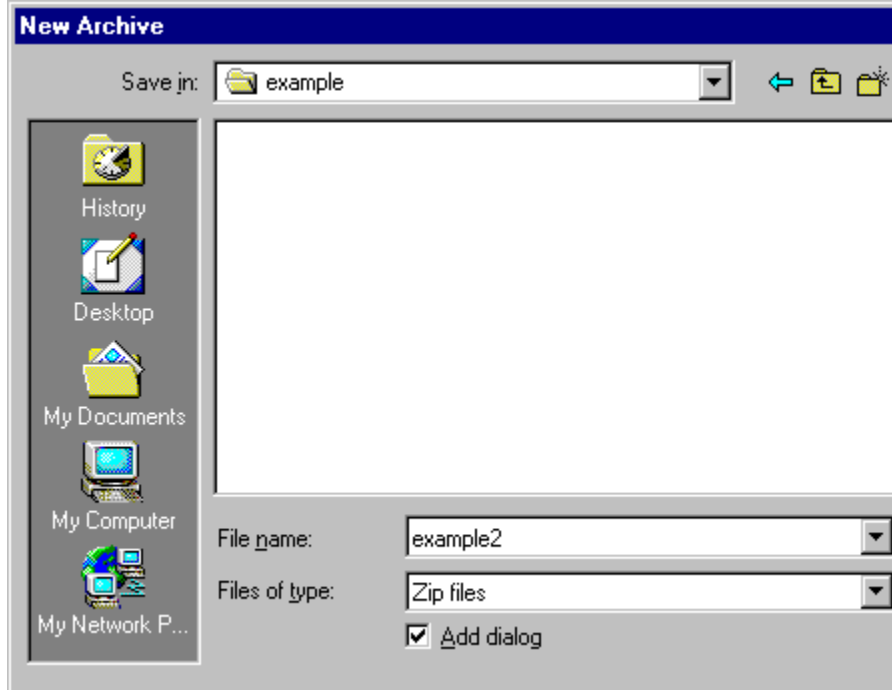 New Archive
Save in: example
History
Desktop
My Documents
My Computer
My Network P...
File name: example2
Files of type: Zip files
Add dialog